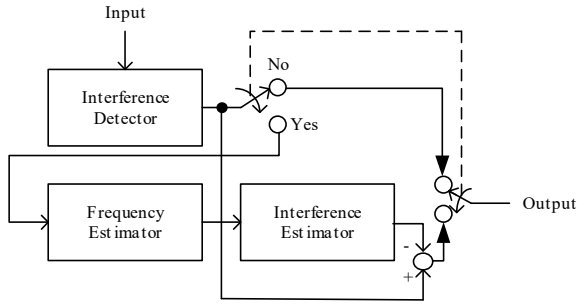 Input
No
Interference
Detector
Yes
Frequency
Estimator
Interference
Estimator
Output
-
+